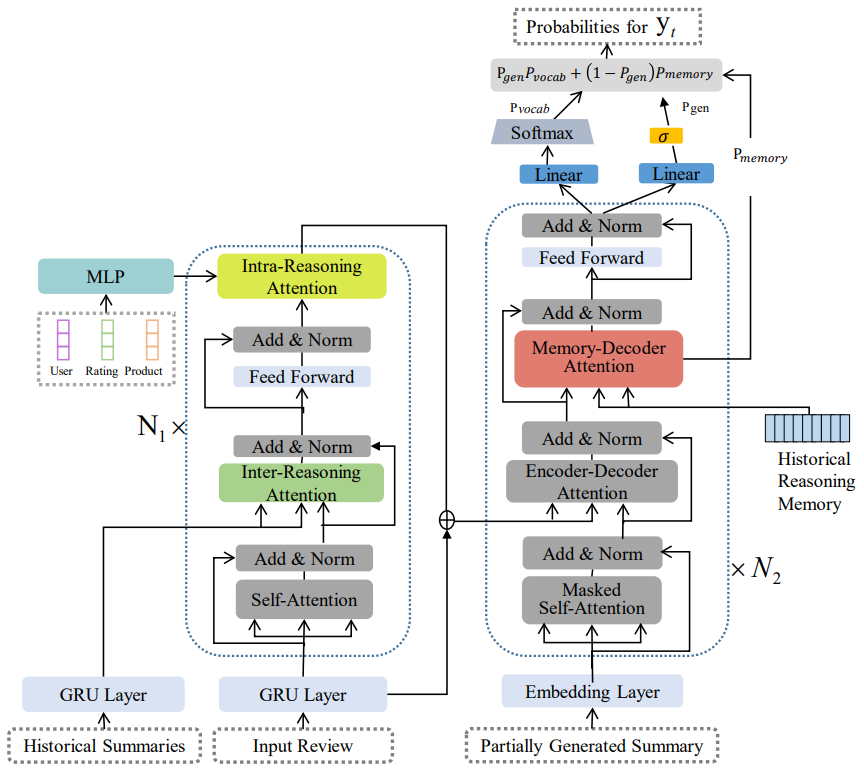 Probabilities for y_t
P_gen P_vocab + (1 − P_gen) P_memory
P_vocab
P_gen
Softmax
σ
P_memory
Linear
Linear
Add & Norm
Feed Forward
Add & Norm
Memory-Decoder
Attention
Add & Norm
Encoder-Decoder
Attention
Add & Norm
Masked
Self-Attention
× N_2
Historical
Reasoning
Memory
Embedding Layer
Partially Generated Summary
MLP
User
Rating
Product
N_1 ×
Intra-Reasoning
Attention
Add & Norm
Feed Forward
Add & Norm
Inter-Reasoning
Attention
Add & Norm
Self-Attention
GRU Layer
GRU Layer
Historical Summaries
Input Review